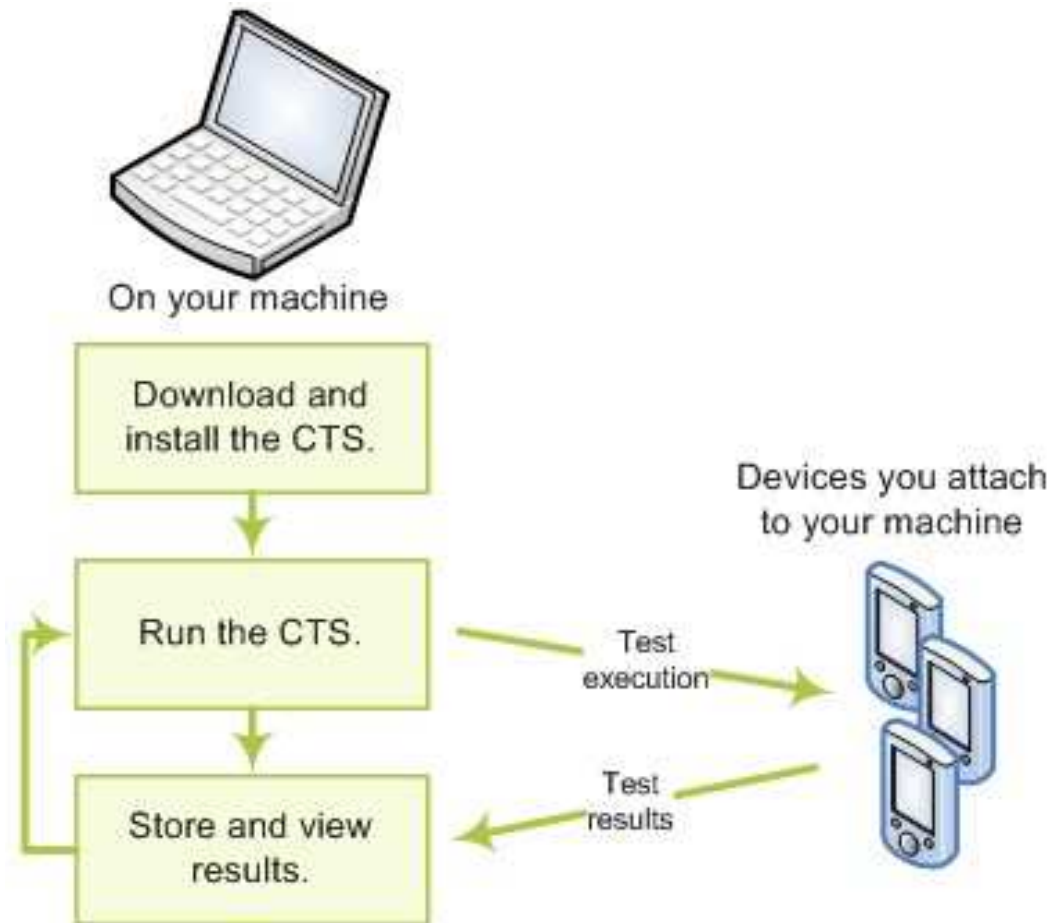 On your machine
Download and
install the CTS.
Devices you attach
to your machine
Run the CTS.
Test
execution
Test
results
Store and view
results.